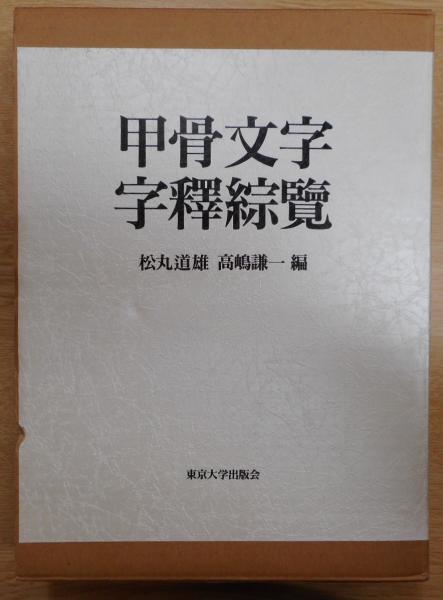 甲骨文字
字釋綜覽
松丸道雄 高嶋謙一 編
東京大学出版会